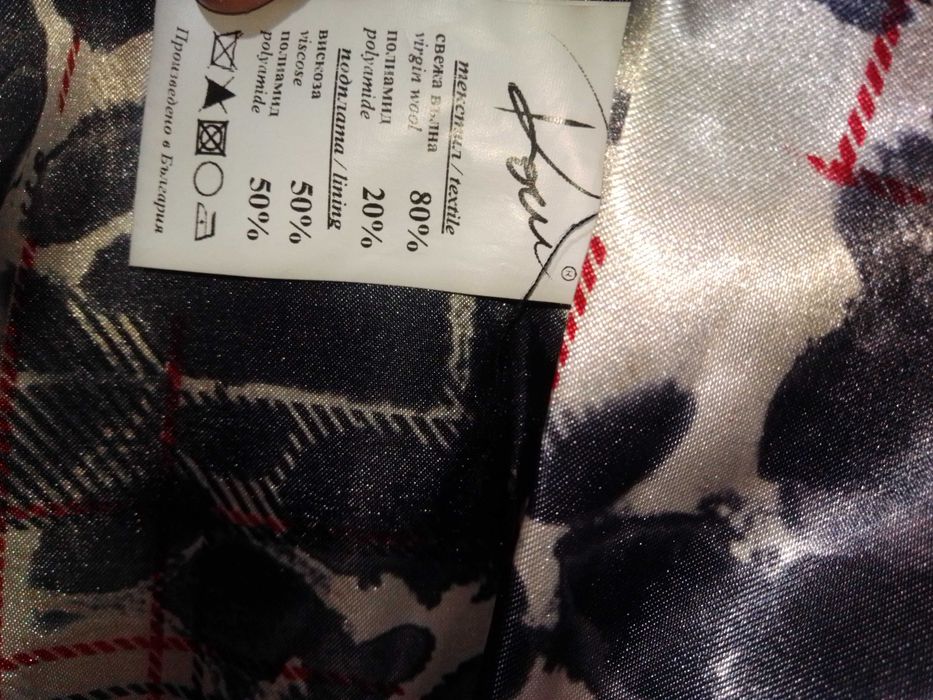 ®
текстил / textile
свежа вълна
virgin wool 80%
полиамид
polyamide 20%
подплата / lining
вискоза
viscose 50%
полиамид
polyamide 50%
Произведено в България